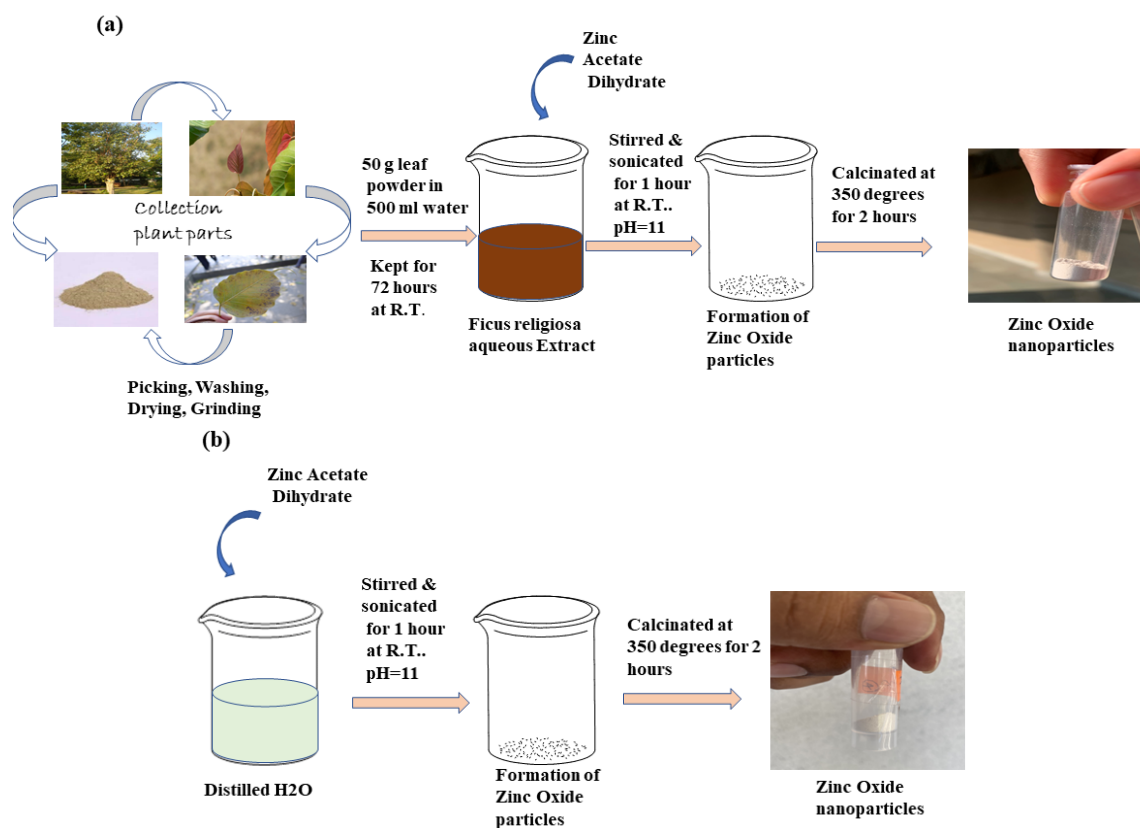 (a)
Zinc
Acetate
Dihydrate
Collection
plant parts
Picking, Washing,
Drying, Grinding
50 g leaf
powder in
500 ml water
Kept for
72 hours
at R.T.
Ficus religiosa
aqueous Extract
Stirred &
sonicated
for 1 hour
at R.T..
pH=11
Formation of
Zinc Oxide
particles
Calcinated at
350 degrees
for 2 hours
Zinc Oxide
nanoparticles
(b)
Zinc Acetate
Dihydrate
Distilled H2O
Stirred &
sonicated
for 1 hour
at R.T..
pH=11
Formation of
Zinc Oxide
particles
Calcinated at
350 degrees for 2
hours
Zinc Oxide
nanoparticles